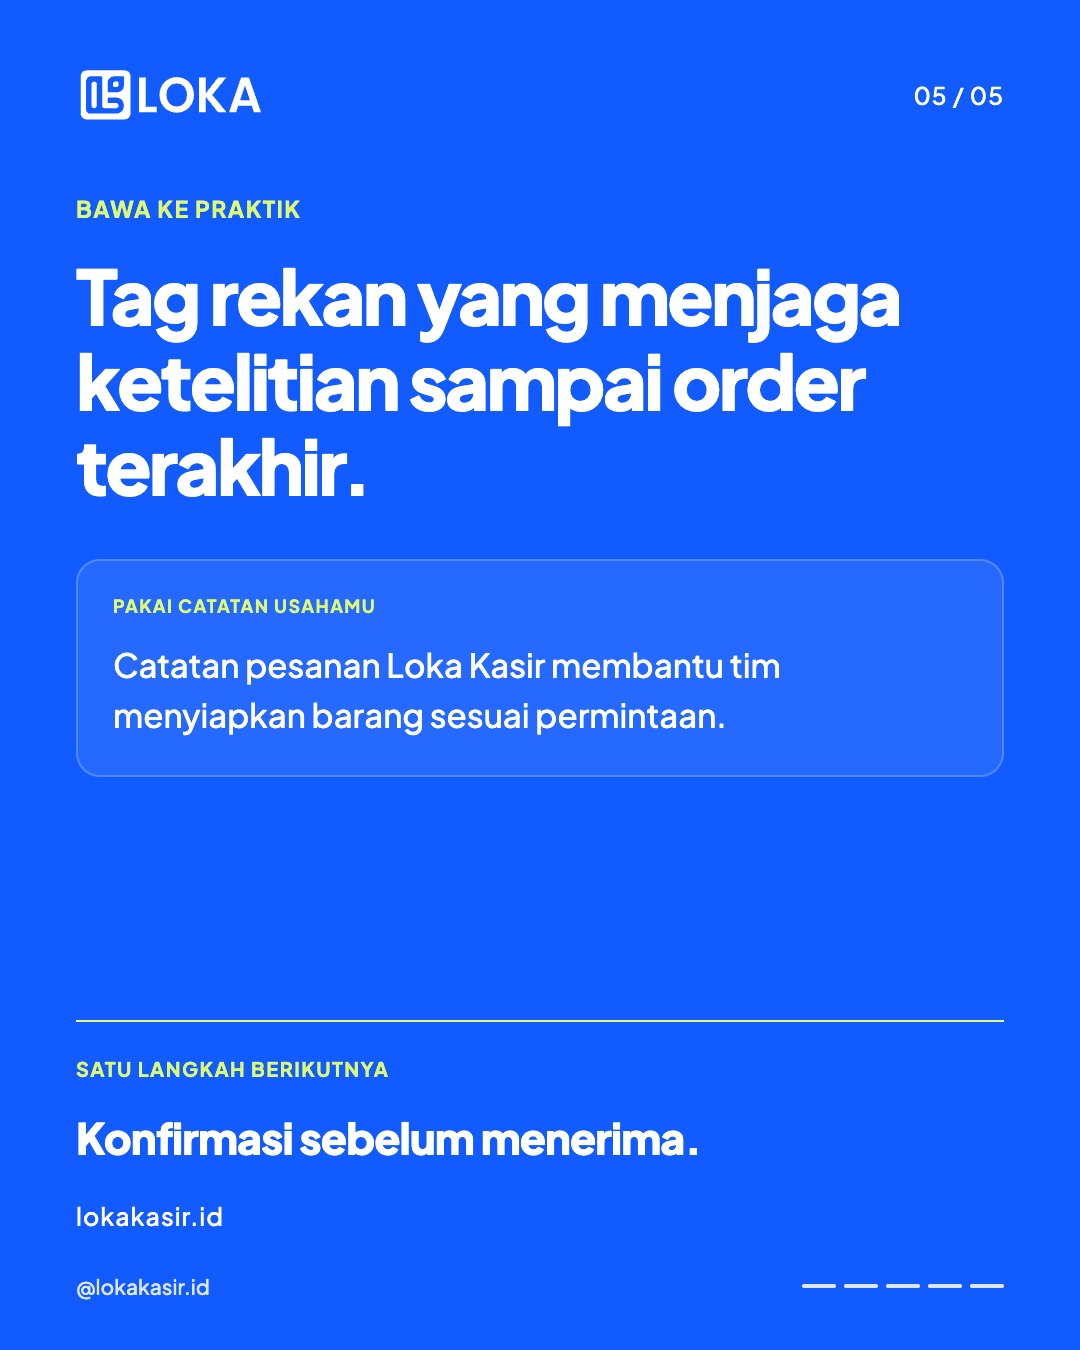 LOKA
05 / 05
BAWA KE PRAKTIK
Tag rekan yang menjaga
ketelitian sampai order
terakhir.
PAKAI CATATAN USAHAMU
Catatan pesanan Loka Kasir membantu tim
menyiapkan barang sesuai permintaan.
SATU LANGKAH BERIKUTNYA
Konfirmasi sebelum menerima.
lokakasir.id
@lokakasir.id